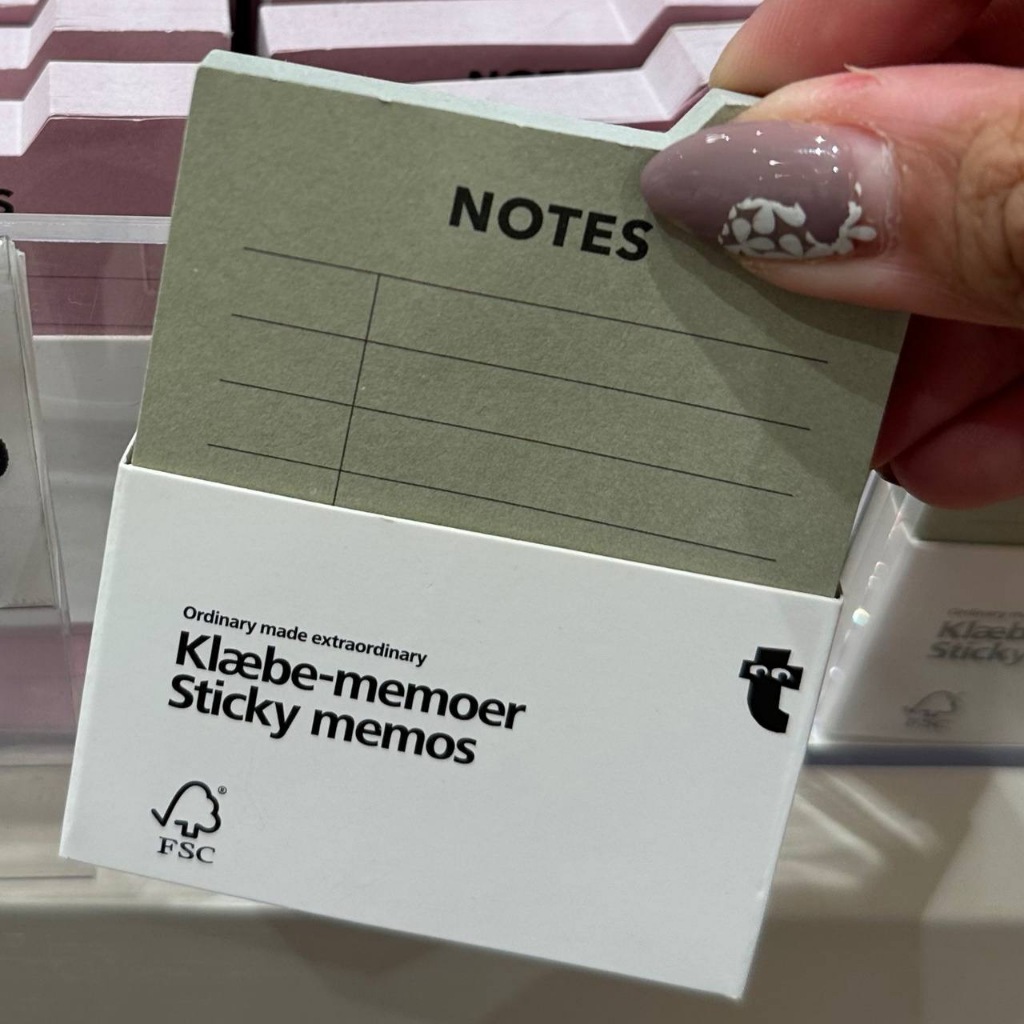 NOTES
Ordinary made extraordinary
Klæbe-memoer
Sticky memos
®
FSC